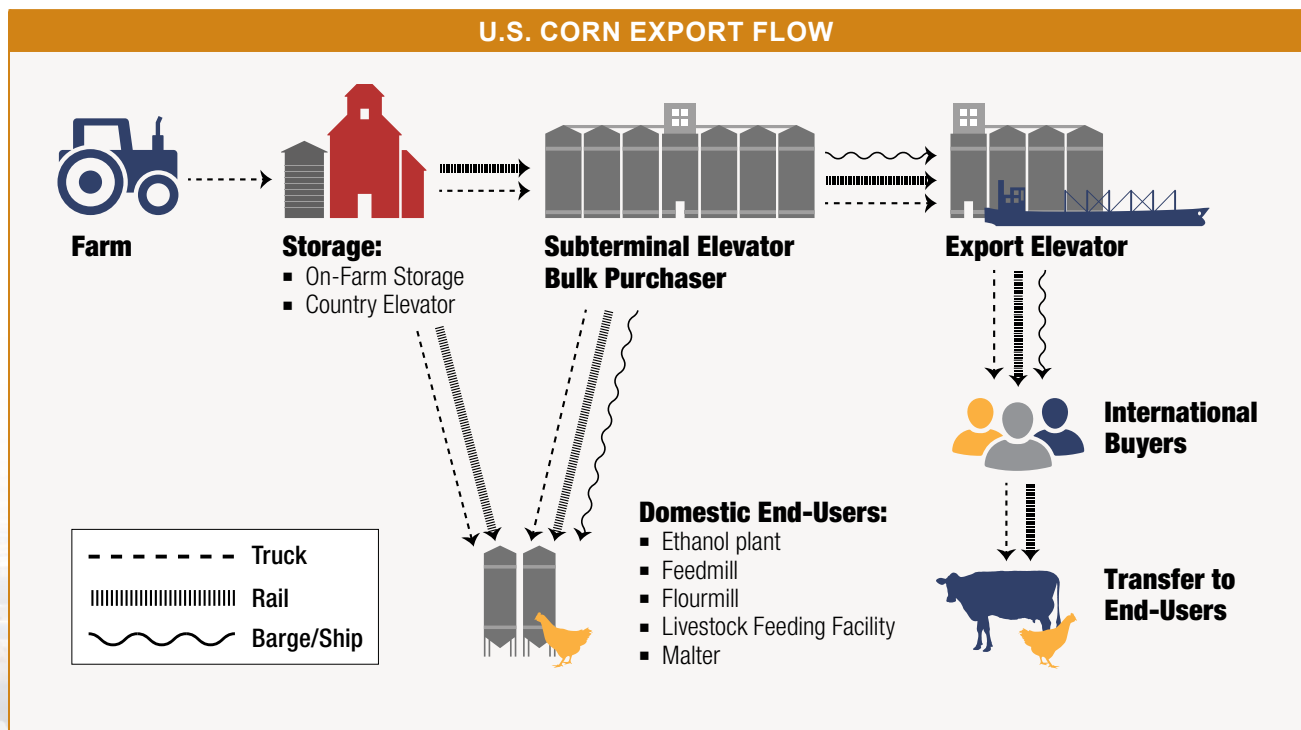 U.S. CORN EXPORT FLOW
Farm
Storage:
▪ On-Farm Storage
▪ Country Elevator
Subterminal Elevator
Bulk Purchaser
Export Elevator
International
Buyers
Domestic End-Users:
▪ Ethanol plant
▪ Feedmill
▪ Flourmill
▪ Livestock Feeding Facility
▪ Malter
Transfer to
End-Users
Truck
Rail
Barge/Ship